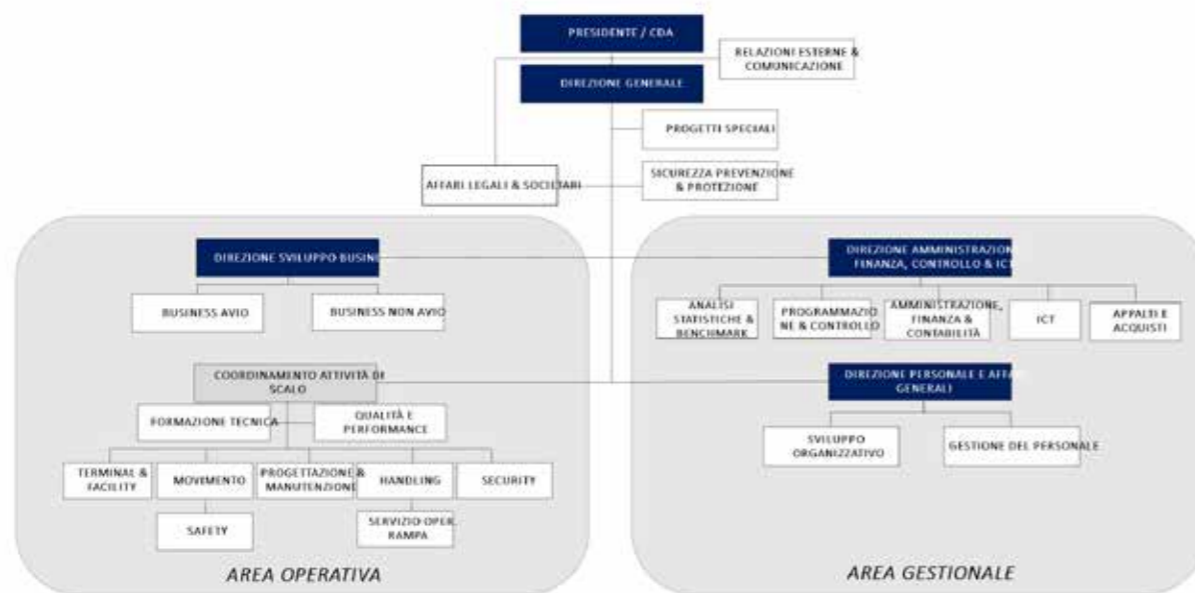 PRESIDENTE / CDA
RELAZIONI ESTERNE &
COMUNICAZIONE
DIREZIONE GENERALE
PROGETTI SPECIALI
AFFARI LEGALI & SOCIETARI
SICUREZZA PREVENZIONE
& PROTEZIONE
DIREZIONE SVILUPPO BUSINE
BUSINESS AVIO
BUSINESS NON AVIO
COORDINAMENTO ATTIVITÀ DI
SCALO
FORMAZIONE TECNICA
QUALITÀ E
PERFORMANCE
TERMINAL &
FACILITY
MOVIMENTO
PROGETTAZIONE &
MANUTENZIONE
HANDLING
SECURITY
SAFETY
SERVIZIO OPER.
RAMPA
AREA OPERATIVA
DIREZIONE AMMINISTRAZION
FINANZA, CONTROLLO & ICT
ANALISI
STATISTICHE &
BENCHMARK
PROGRAMMAZIO
NE & CONTROLLO
AMMINISTRAZIONE,
FINANZA &
CONTABILITÀ
ICT
APPALTI E
ACQUISTI
DIREZIONE PERSONALE E AFFA
GENERALI
SVILUPPO
ORGANIZZATIVO
GESTIONE DEL PERSONALE
AREA GESTIONALE